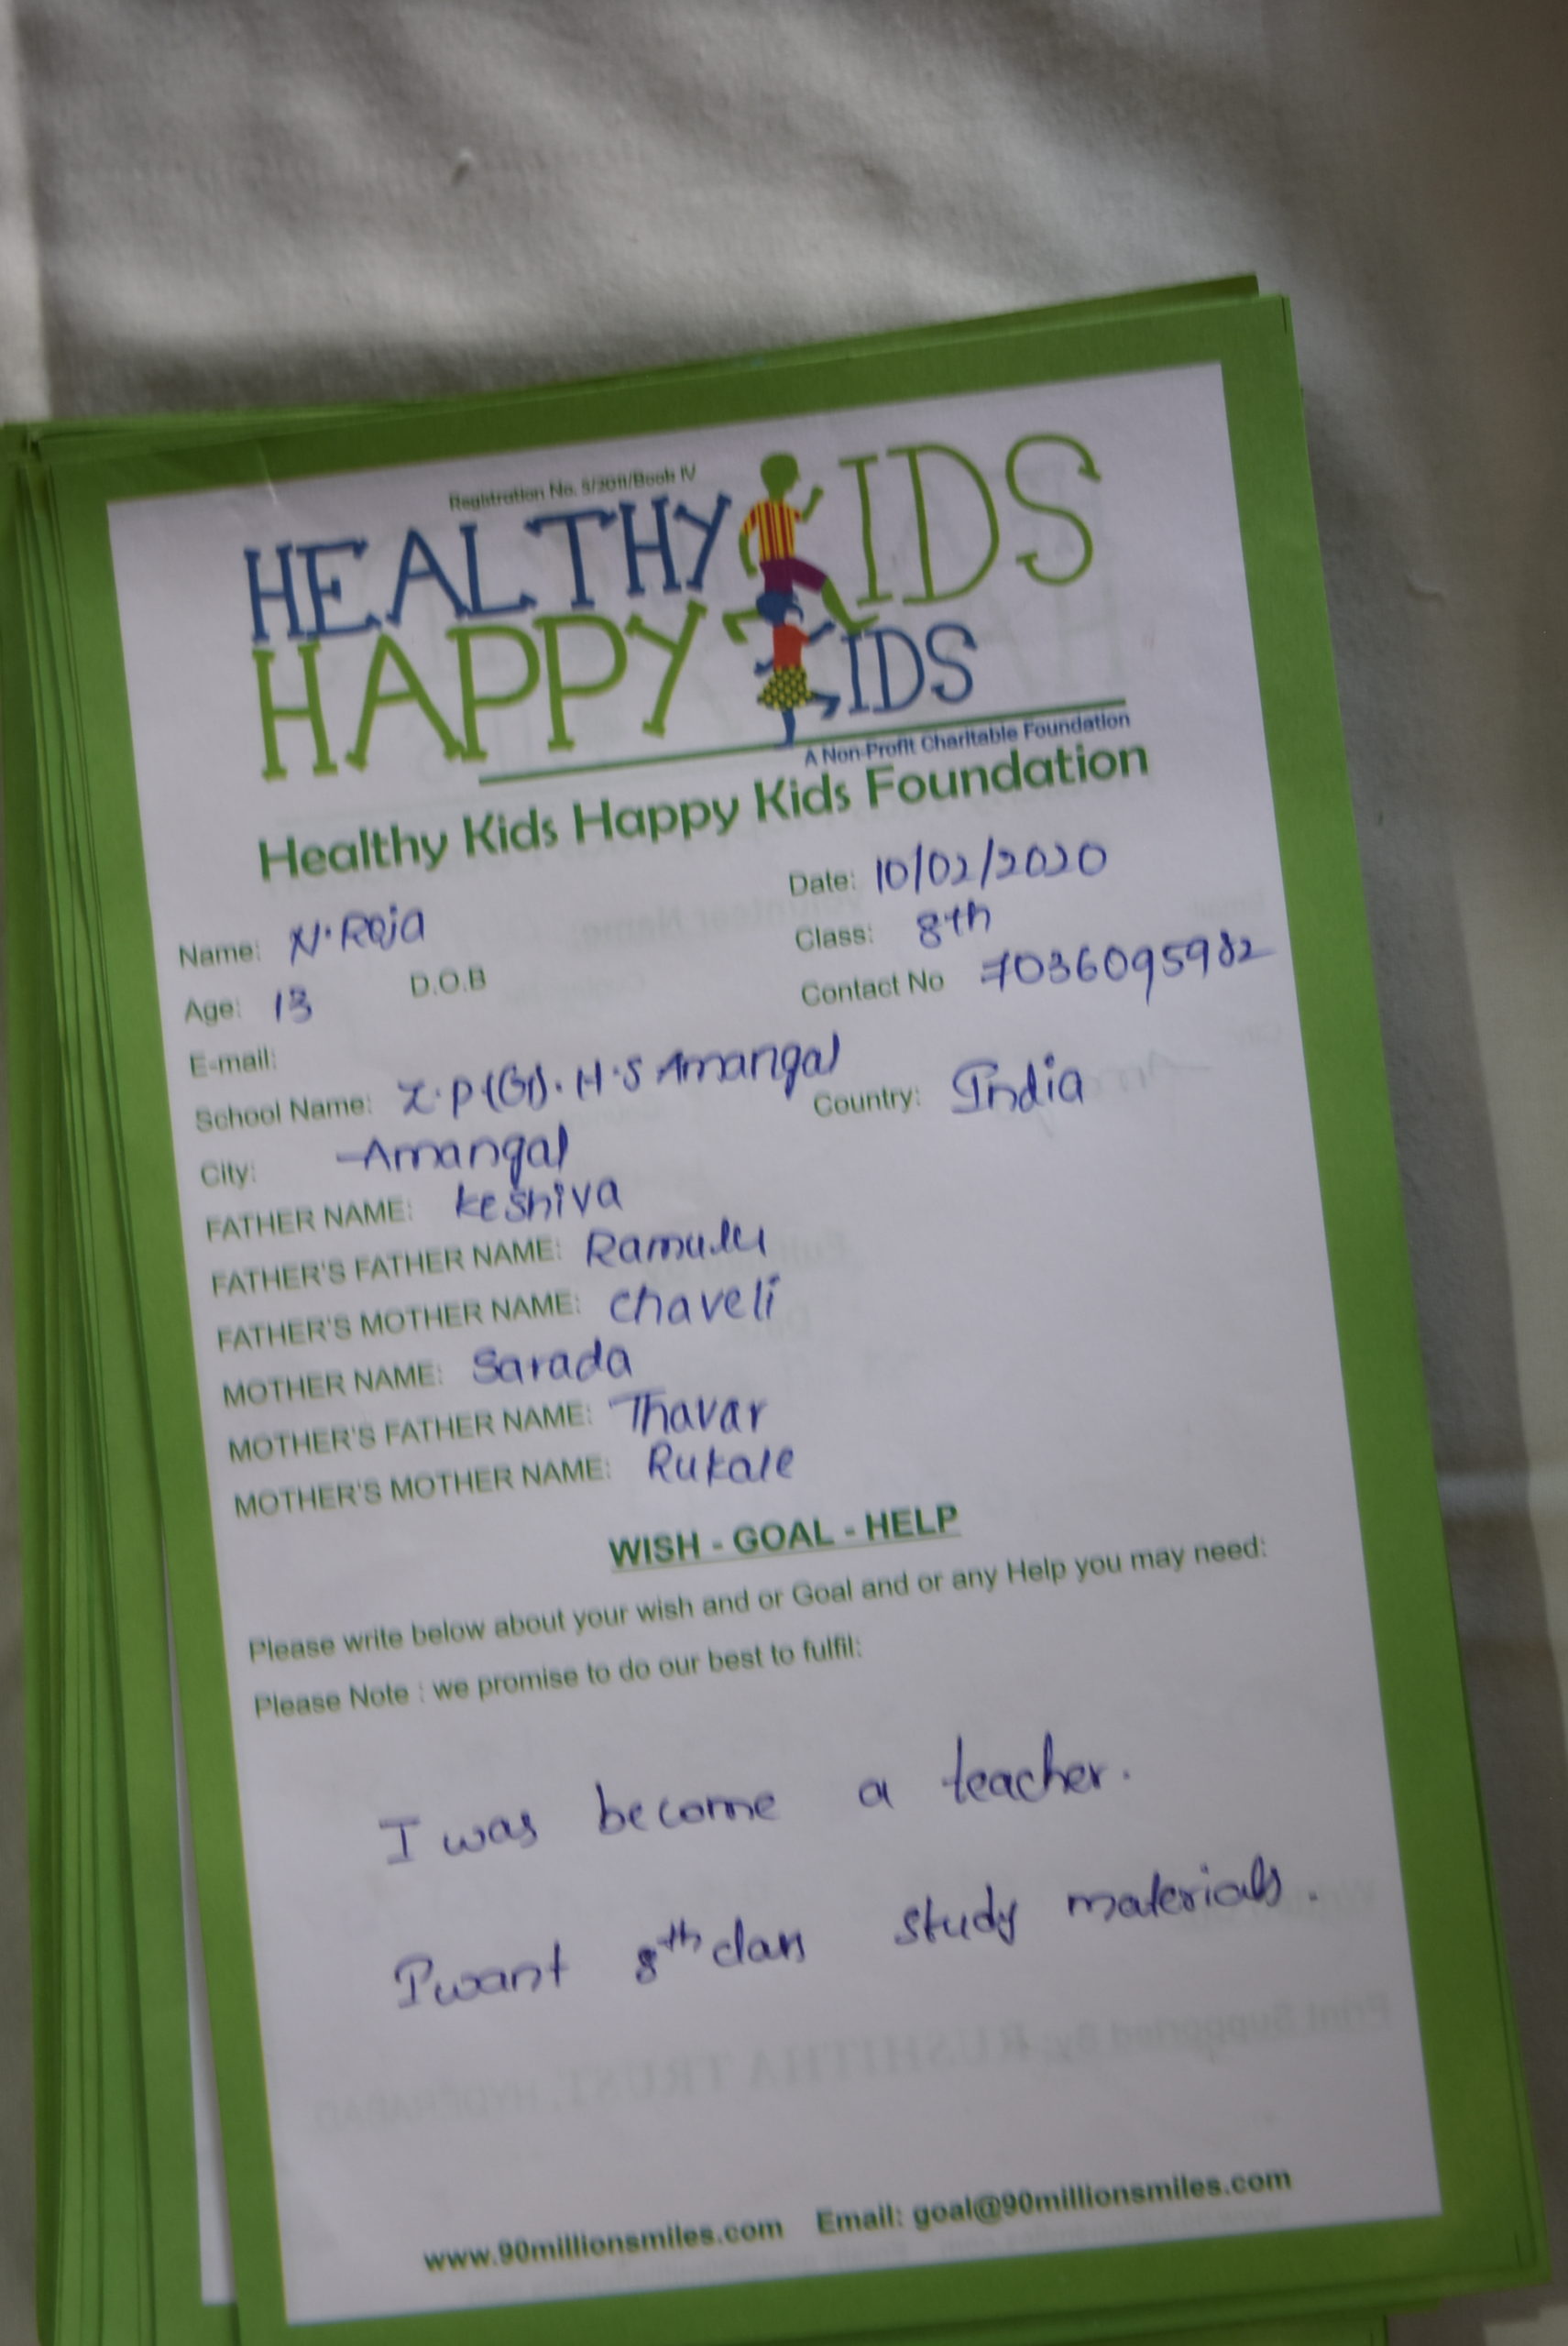 Registration No. 5/2011/Book IV
HEALTHY KIDS
HAPPY KIDS
A Non-Profit Charitable Foundation
Healthy Kids Happy Kids Foundation
Date: 10/02/2020
Name: N. Roja
Class: 8th
Age: 13 D.O.B
Contact No 7036095982
E-mail:
School Name: Z.P.(G). H.S Amangal
City: Amangal Country: India
FATHER NAME: Keshiva
FATHER'S FATHER NAME: Ramulu
FATHER'S MOTHER NAME: chaveli
MOTHER NAME: Sarada
MOTHER'S FATHER NAME: Thavar
MOTHER'S MOTHER NAME: Rukale
WISH - GOAL - HELP
Please write below about your wish and or Goal and or any Help you may need:
Please Note : we promise to do our best to fulfil:
I was become a teacher.
I want 8th class study materials.
www.90millionsmiles.com Email: goal@90millionsmiles.com